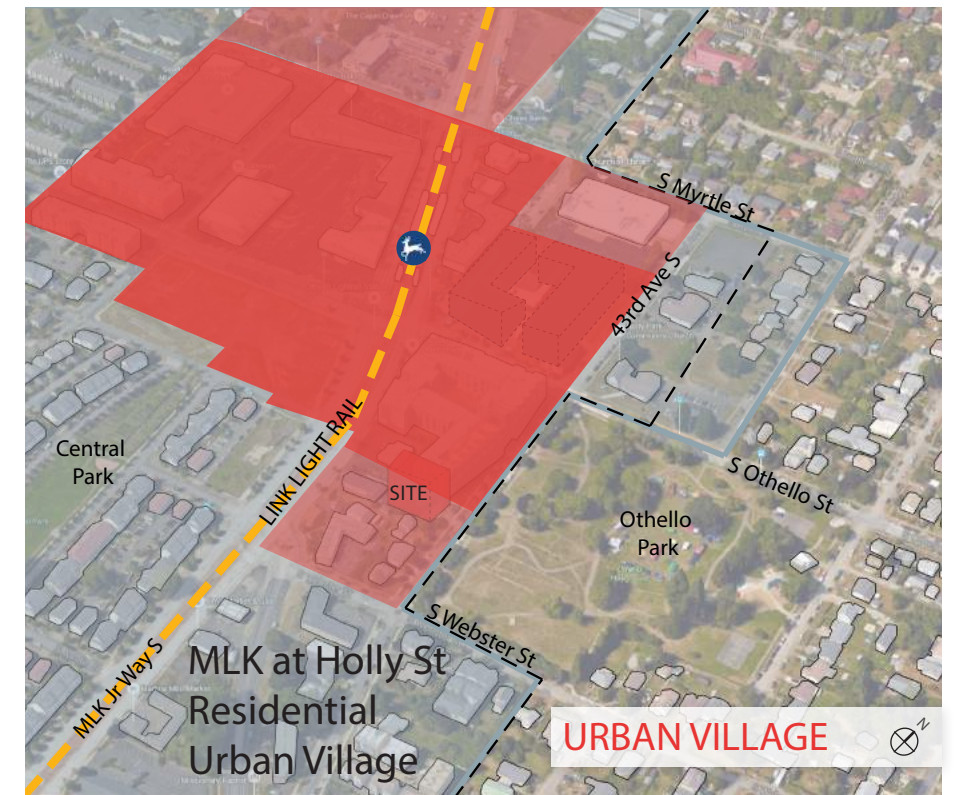 S Myrtle St
43rd Ave S
LINK LIGHT RAIL
Central
Park
SITE
S Othello St
Othello
Park
S Webster St
MLK Jr Way S
MLK at Holly St
Residential
Urban Village
URBAN VILLAGE
N